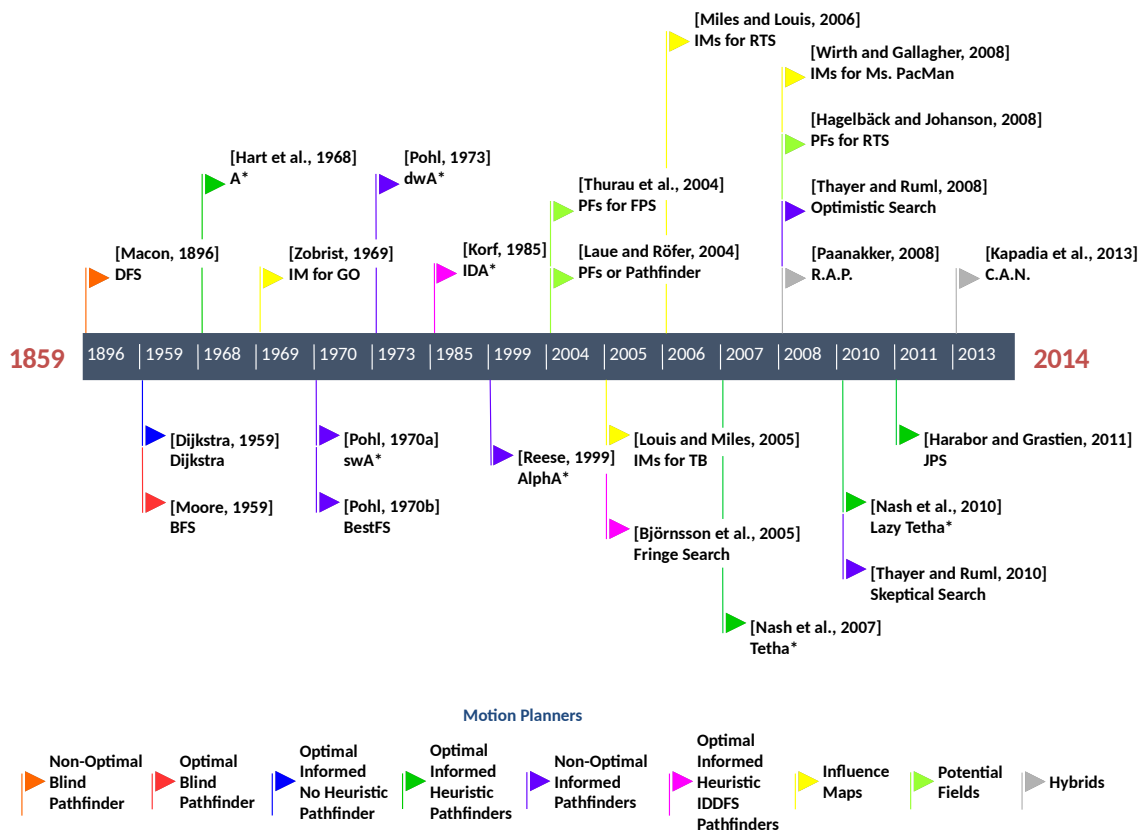 [Miles and Louis, 2006]
IMs for RTS
[Wirth and Gallagher, 2008]
IMs for Ms. PacMan
[Hagelbäck and Johanson, 2008]
PFs for RTS
[Hart et al., 1968]
A*
[Pohl, 1973]
dwA*
[Thurau et al., 2004]
PFs for FPS
[Thayer and Ruml, 2008]
Optimistic Search
[Macon, 1896]
DFS
[Zobrist, 1969]
IM for GO
[Korf, 1985]
IDA*
[Laue and Röfer, 2004]
PFs or Pathfinder
[Paanakker, 2008]
R.A.P.
[Kapadia et al., 2013]
C.A.N.
1859
1896 1959 1968 1969 1970 1973 1985 1999 2004 2005 2006 2007 2008 2010 2011 2013
2014
[Dijkstra, 1959]
Dijkstra
[Pohl, 1970a]
swA*
[Reese, 1999]
AlphA*
[Louis and Miles, 2005]
IMs for TB
[Harabor and Grastien, 2011]
JPS
[Moore, 1959]
BFS
[Pohl, 1970b]
BestFS
[Björnsson et al., 2005]
Fringe Search
[Nash et al., 2010]
Lazy Tetha*
[Thayer and Ruml, 2010]
Skeptical Search
[Nash et al., 2007]
Tetha*
Motion Planners
Non-Optimal
Blind
Pathfinder
Optimal
Blind
Pathfinder
Optimal
Informed
No Heuristic
Pathfinder
Optimal
Informed
Heuristic
Pathfinders
Non-Optimal
Informed
Pathfinders
Optimal
Informed
Heuristic
IDDFS
Pathfinders
Influence
Maps
Potential
Fields
Hybrids